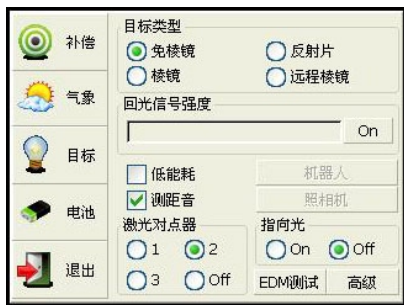 补偿
气象
目标
电池
退出
目标类型
免棱镜 反射片
棱镜 远程棱镜
回光信号强度
On
低能耗 机器人
测距音 照相机
激光对点器 指向光
1 2 On Off
3 Off EDM测试 高级